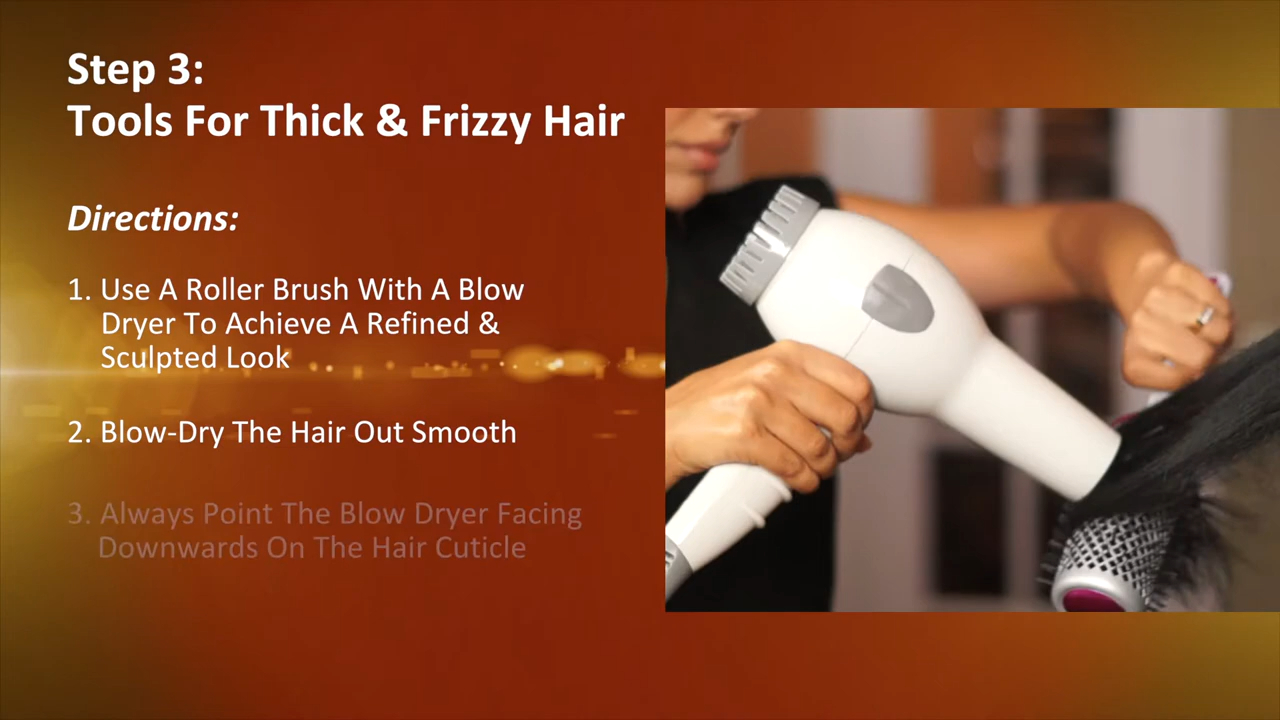 Step 3:
Tools For Thick & Frizzy Hair
Directions:
1. Use A Roller Brush With A Blow
Dryer To Achieve A Refined &
Sculpted Look
2. Blow-Dry The Hair Out Smooth
3. Always Point The Blow Dryer Facing
Downwards On The Hair Cuticle